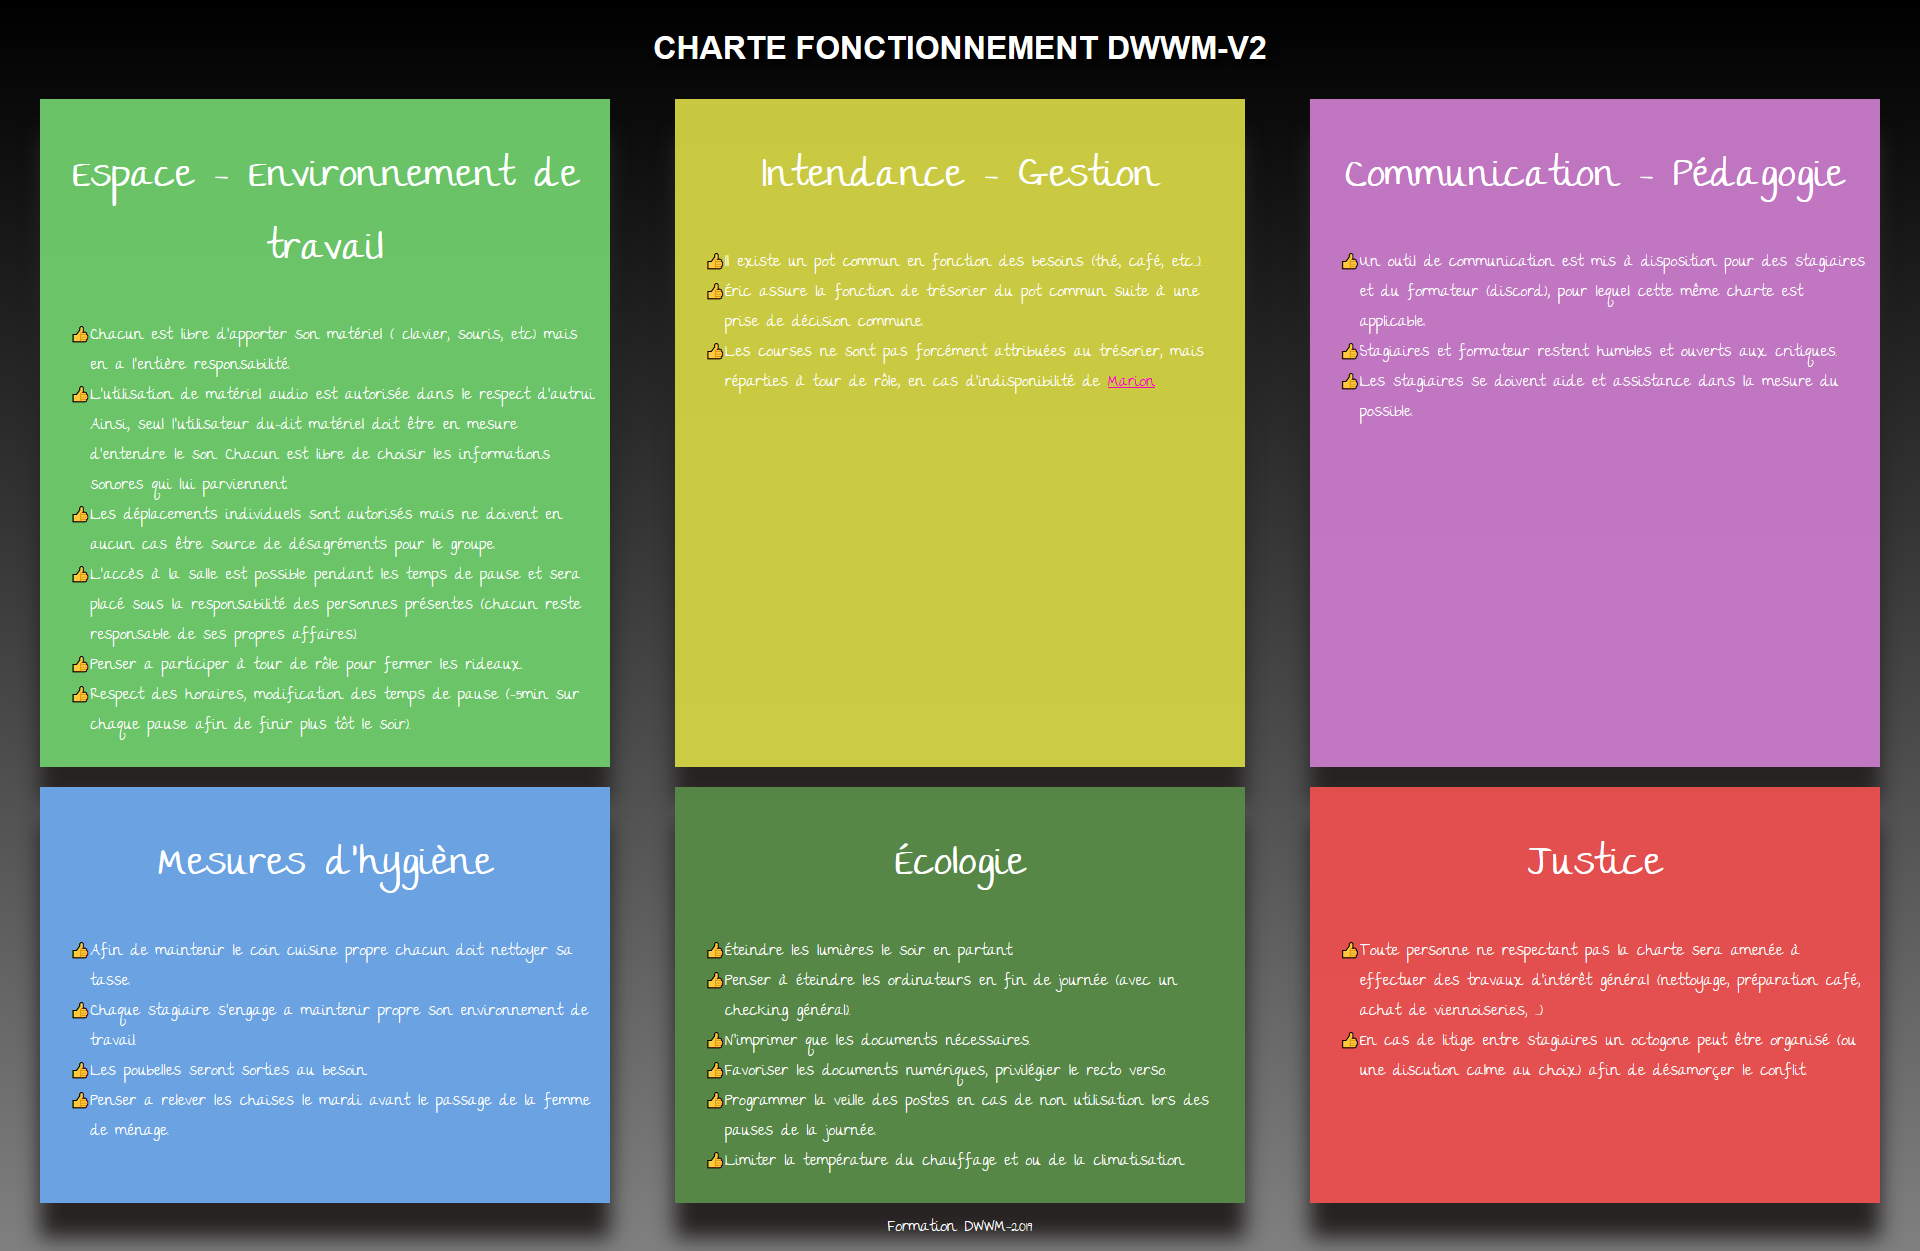 CHARTE FONCTIONNEMENT DWWM-V2
Espace - Environnement de
travail
Chacun est libre d'apporter son matériel ( clavier, souris, etc) mais
en a l'entière responsabilité.
L'utilisation de matériel audio est autorisée dans le respect d'autrui.
Ainsi, seul l'utilisateur du-dit matériel doit être en mesure
d'entendre le son. Chacun est libre de choisir les informations
sonores qui lui parviennent.
Les déplacements individuels sont autorisés mais ne doivent en
aucun cas être source de désagréments pour le groupe.
L'accès à la salle est possible pendant les temps de pause et sera
placé sous la responsabilité des personnes présentes (chacun reste
responsable de ses propres affaires).
Penser a participer à tour de rôle pour fermer les rideaux.
Respect des horaires, modification des temps de pause (-5min sur
chaque pause afin de finir plus tôt le soir).
Intendance - Gestion
Il existe un pot commun en fonction des besoins (thé, café, etc..).
Éric assure la fonction de trésorier du pot commun suite à une
prise de décision commune.
Les courses ne sont pas forcément attribuées au trésorier, mais
réparties à tour de rôle, en cas d'indisponibilité de Marion
Communication - Pédagogie
Un outil de communication est mis à disposition pour des stagiaires
et du formateur (discord), pour lequel cette même charte est
applicable.
Stagiaires et formateur restent humbles et ouverts aux critiques.
Les stagiaires se doivent aide et assistance dans la mesure du
possible.
Mesures d'hygiène
Afin de maintenir le coin cuisine propre chacun doit nettoyer sa
tasse.
Chaque stagiaire s'engage a maintenir propre son environnement de
travail.
Les poubelles seront sorties au besoin.
Penser a relever les chaises le mardi avant le passage de la femme
de ménage.
Écologie
Éteindre les lumières le soir en partant.
Penser à éteindre les ordinateurs en fin de journée (avec un
checking général).
N'imprimer que les documents nécessaires.
Favoriser les documents numériques, privilégier le recto verso.
Programmer la veille des postes en cas de non utilisation lors des
pauses de la journée.
Limiter la température du chauffage et ou de la climatisation.
Justice
Toute personne ne respectant pas la charte sera amenée à
effectuer des travaux d'intérêt général (nettoyage, préparation café,
achat de viennoiseries, ...)
En cas de litige entre stagiaires un octogone peut être organisé (ou
une discution calme au choix) afin de désamorçer le conflit.
Formation DWWM-2019